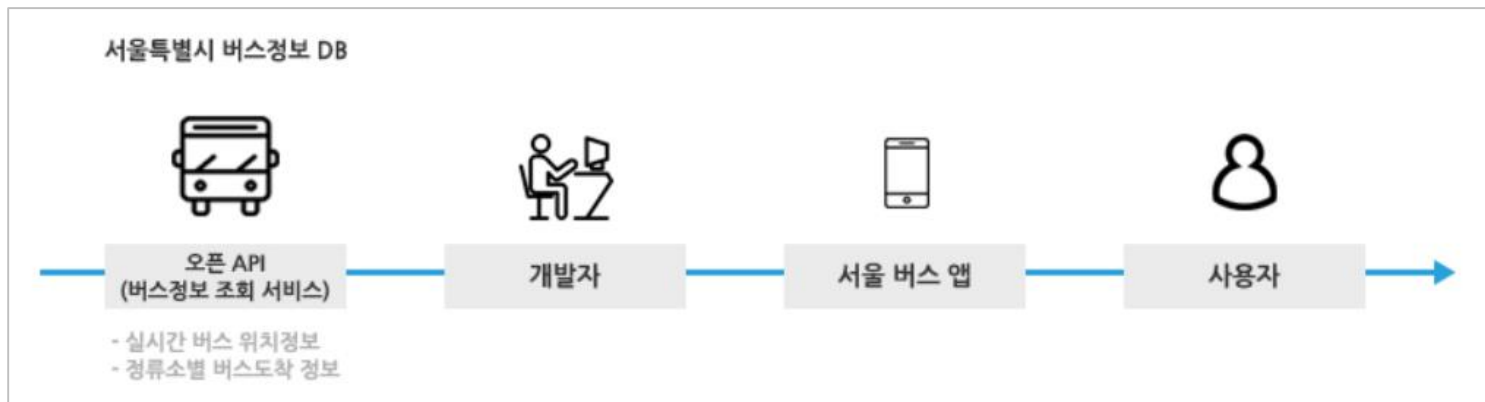 서울특별시 버스정보 DB
오픈 API
(버스정보 조회 서비스)
개발자
서울 버스 앱
사용자
- 실시간 버스 위치정보
- 정류소별 버스도착 정보